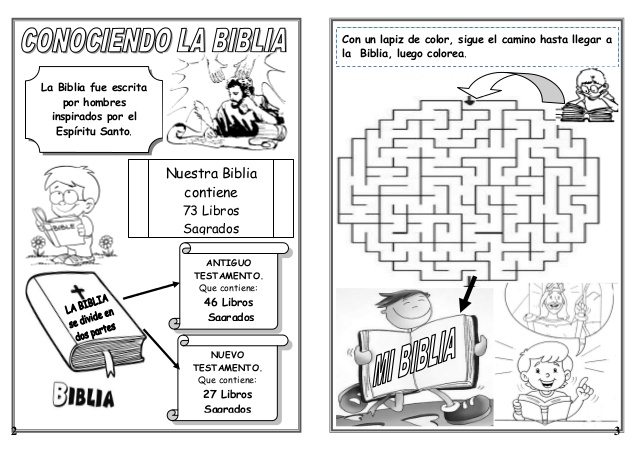 CONOCIENDO LA BIBLIA
La Biblia fue escrita
por hombres
inspirados por el
Espíritu Santo.
Nuestra Biblia
contiene
73 Libros
Sagrados
BIBLE
LA BIBLIA
se divide en
dos partes
ANTIGUO
TESTAMENTO.
Que contiene:
46 Libros
Sagrados
NUEVO
TESTAMENTO.
Que contiene:
27 Libros
Sagrados
BIBLIA
2
Con un lapiz de color, sigue el camino hasta llegar a
la Biblia, luego colorea.
MI BIBLIA
3